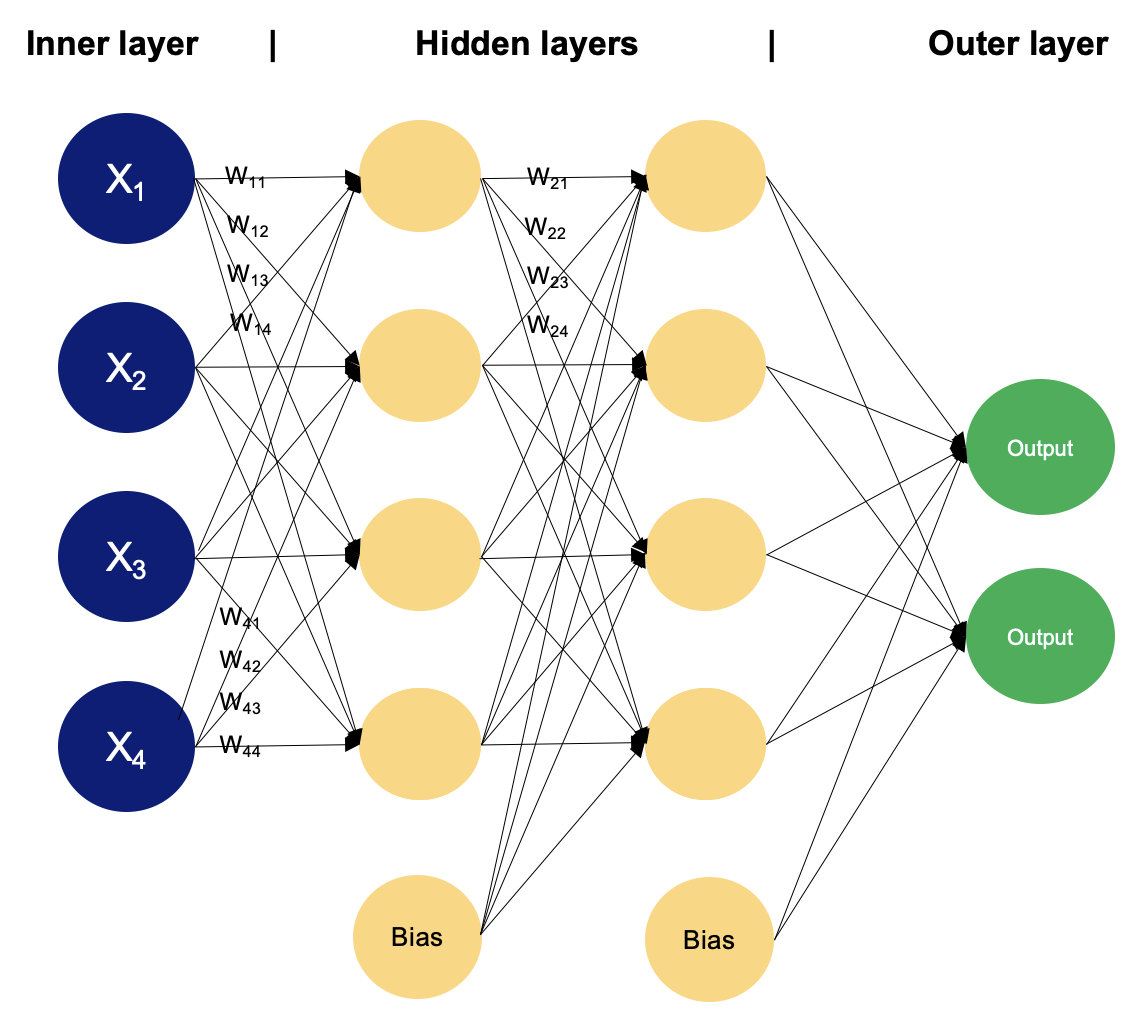 Inner layer | Hidden layers | Outer layer
X₁
W₁₁
W₁₂
W₁₃
W₁₄
W₂₁
W₂₂
W₂₃
W₂₄
X₂
X₃
X₄
W₄₁
W₄₂
W₄₃
W₄₄
Output
Output
Bias
Bias